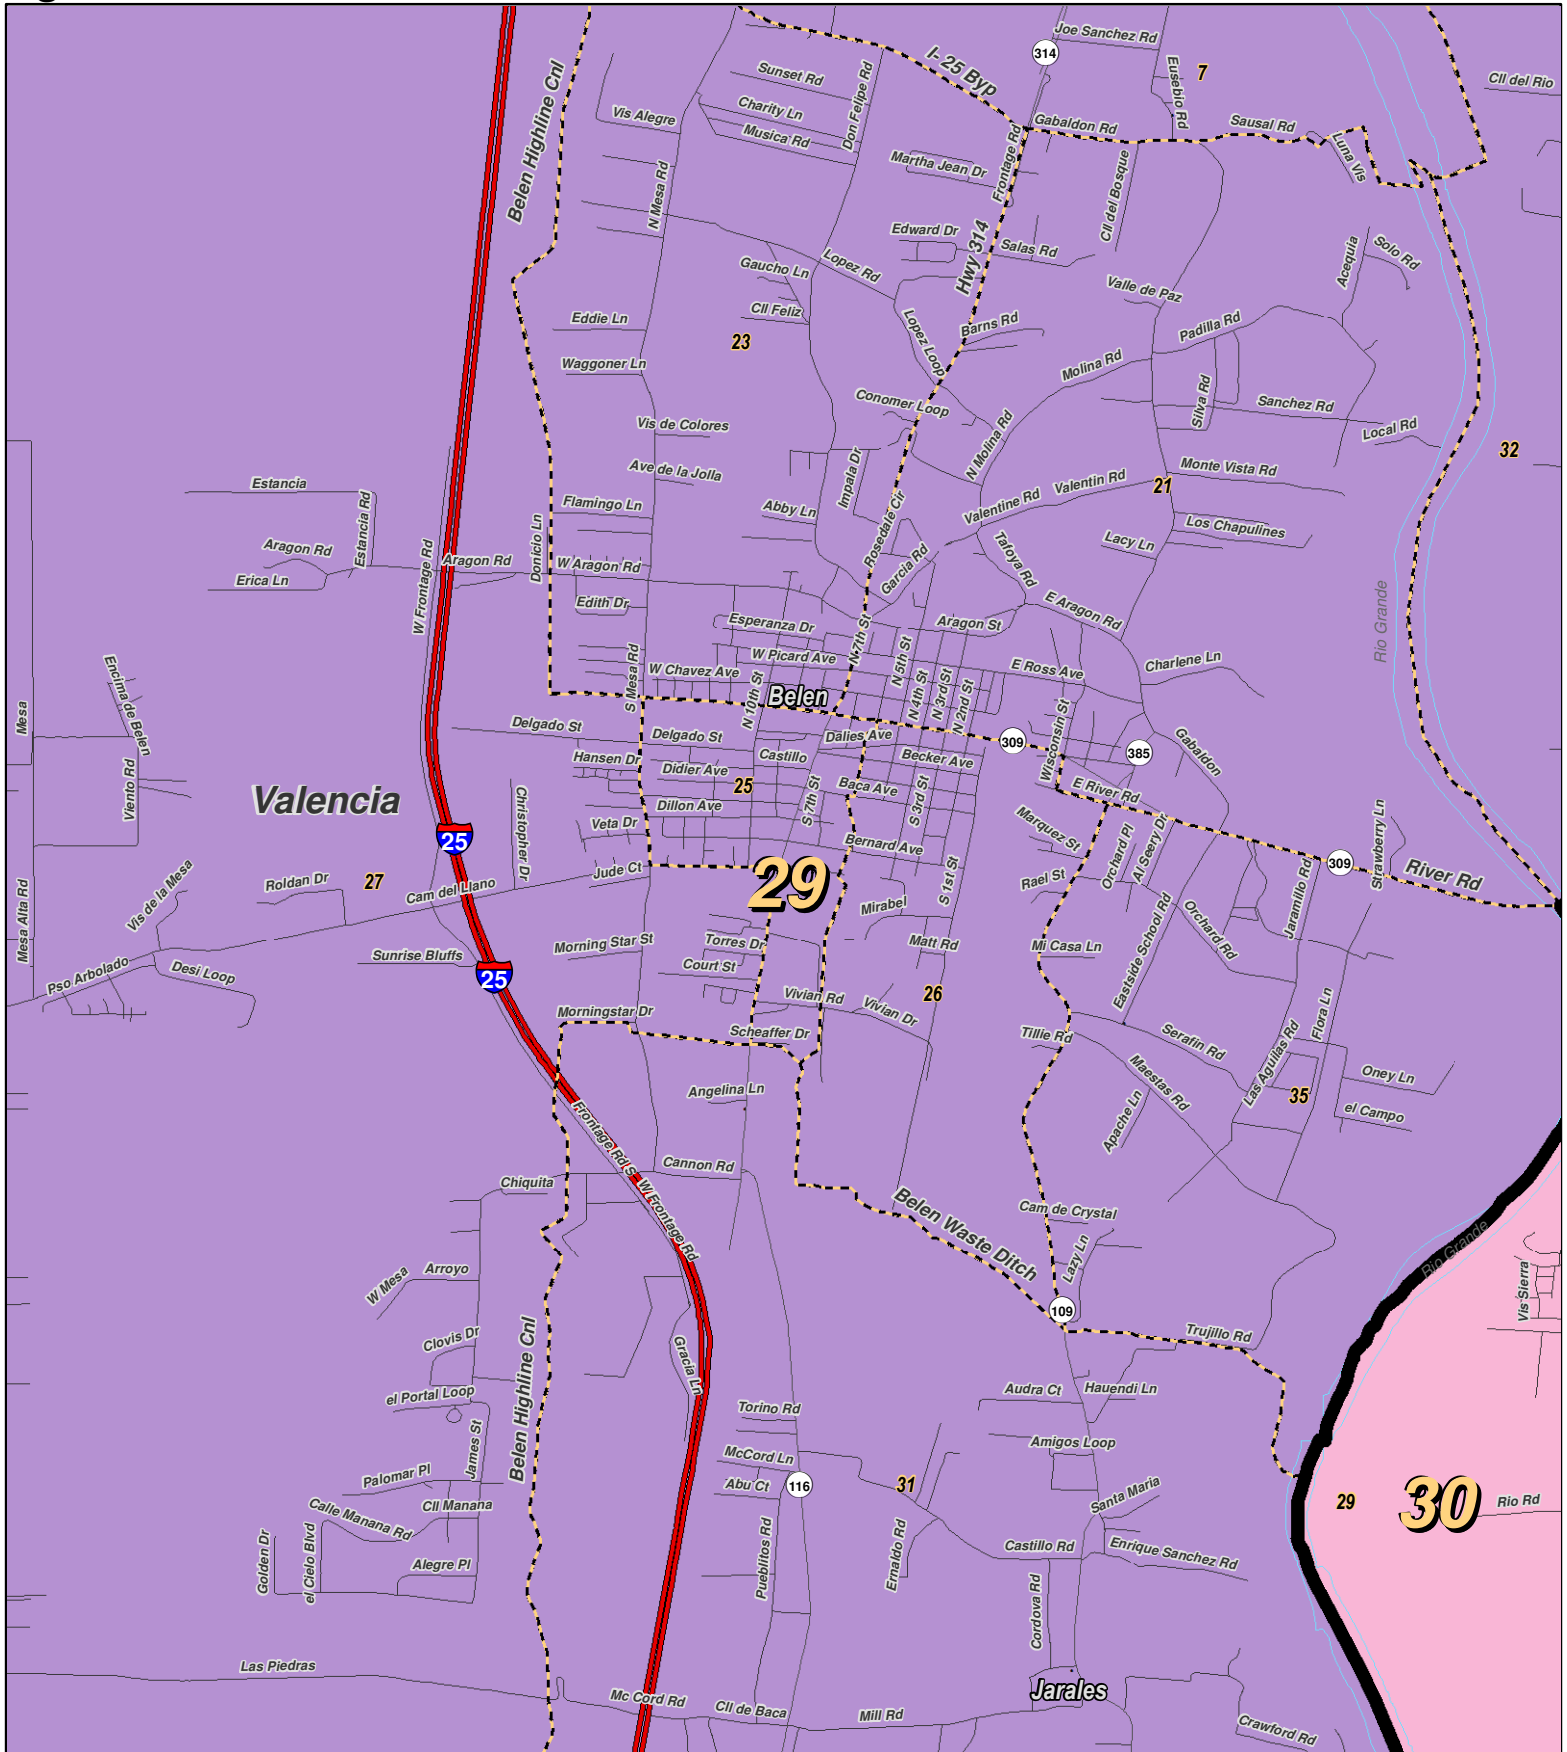 Joe Sanchez Rd
314
I- 25 Byp
7
Sunset Rd
Don Felipe Rd
Eusebio Rd
Cll del Rio
Belen Highline Cnl
Vis Alegre
Charity Ln
Musica Rd
Frontage Rd
Gabaldon Rd
Sausal Rd
Luna Vis
Martha Jean Dr
N Mesa Rd
Cll del Bosque
Edward Dr
Salas Rd
Hwy 314
Acequia
Solo Rd
Gaucho Ln
Lopez Rd
Valle de Paz
Cll Feliz
Eddie Ln
Lopez Loop
Barns Rd
Padilla Rd
23
Waggoner Ln
Molina Rd
Silva Rd
Conomer Loop
Sanchez Rd
Vis de Colores
N Molina Rd
Local Rd
32
Ave de la Jolla
Impala Dr
Monte Vista Rd
Estancia
Valentin Rd
21
Flamingo Ln
Abby Ln
Valentine Rd
Rosedale Cir
Los Chapulines
Estancia Rd
Donicio Ln
Lacy Ln
Aragon Rd
W Frontage Rd
Aragon Rd
W Aragon Rd
Garcia Rd
Tafoya Rd
Erica Ln
Edith Dr
E Aragon Rd
Rio Grande
Esperanza Dr
Aragon St
N 7th St
W Picard Ave
N 5th St
Encima de Belen
S Mesa Rd
W Chavez Ave
E Ross Ave
Charlene Ln
Belen
N 10th St
N 4th St
N 3rd St
N 2nd St
Mesa
Delgado St
Delgado St
Dalies Ave
309
Wisconsin St
385
Gabaldon
Hansen Dr
Didier Ave
Castillo
Becker Ave
Viento Rd
25
Baca Ave
E River Rd
Valencia
Christopher Dr
Dillon Ave
S 7th St
S 3rd St
Veta Dr
Marquez St
Orchard Pl
Al Seery Dr
Strawberry Ln
25
Bernard Ave
309
River Rd
Jude Ct
29
Rael St
S 1st St
27
Roldan Dr
Cam del Llano
Mesa Alta Rd
Vis de la Mesa
Mirabel
Jaramillo Rd
Orchard Rd
Eastside School Rd
Morning Star St
Torres Dr
Matt Rd
Mi Casa Ln
Sunrise Bluffs
Court St
Pso Arbolado
Desi Loop
25
Vivian Rd
26
Vivian Dr
Morningstar Dr
Scheaffer Dr
Tillie Rd
Serafin Rd
Flora Ln
Las Aguilas Rd
Maestas Rd
Oney Ln
Angelina Ln
35
el Campo
Apache Ln
Frontage Rd S
Cannon Rd
Chiquita
W Frontage Rd
Belen Waste Ditch
Cam de Crystal
Rio Grande
Lazy Ln
W Mesa
Arroyo
Vis Sierra
109
Clovis Dr
Trujillo Rd
Belen Highline Cnl
Gracia Ln
el Portal Loop
Audra Ct
Hauendi Ln
Torino Rd
James St
Amigos Loop
McCord Ln
Palomar Pl
Abu Ct
116
31
Santa Maria
29
30
Rio Rd
Cll Manana
Calle Manana Rd
Golden Dr
el Cielo Blvd
Pueblitos Rd
Ernaldo Rd
Castillo Rd
Enrique Sanchez Rd
Alegre Pl
Cordova Rd
Las Piedras
Jarales
Mc Cord Rd
Cll de Baca
Mill Rd
Crawford Rd